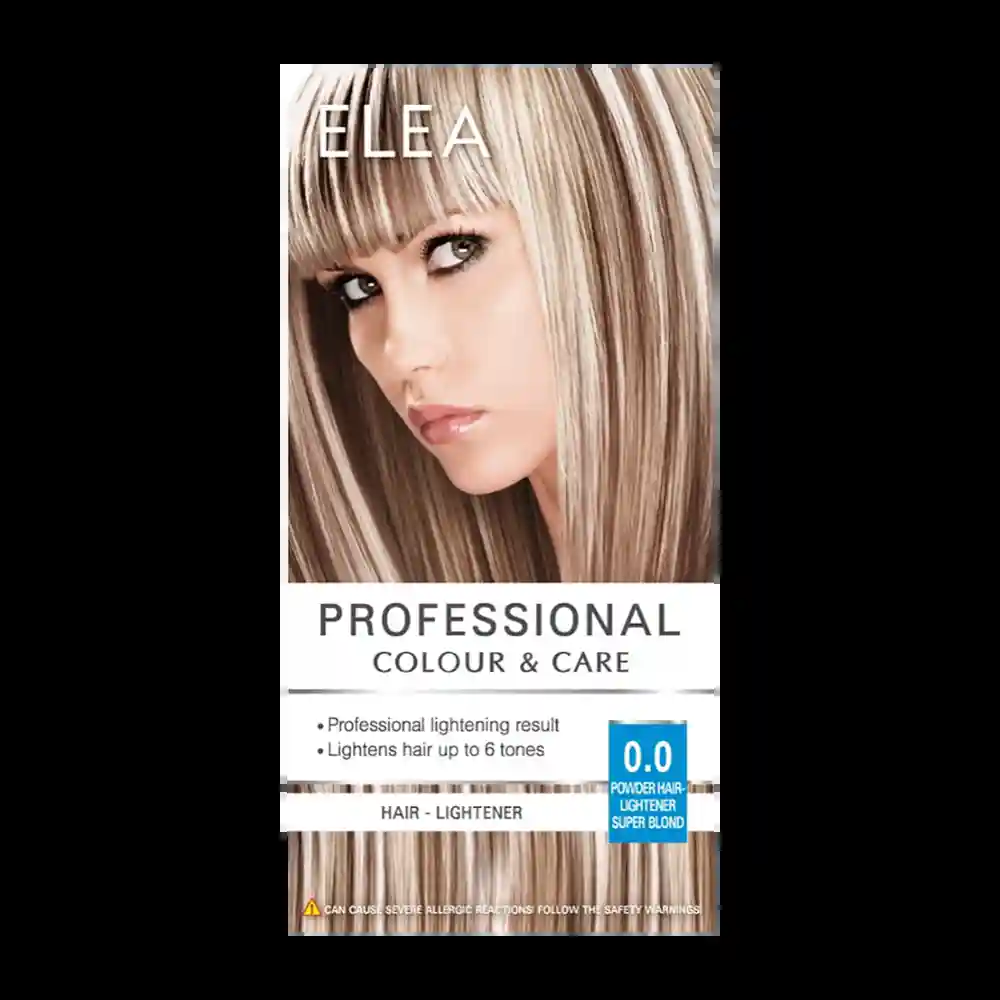 ELEA
PROFESSIONAL
COLOUR & CARE
• Professional lightening result
• Lightens hair up to 6 tones
0.0
POWDER HAIR-
LIGHTENER
SUPER BLOND
HAIR - LIGHTENER
CAN CAUSE SEVERE ALLERGIC REACTIONS! FOLLOW THE SAFETY WARNINGS!